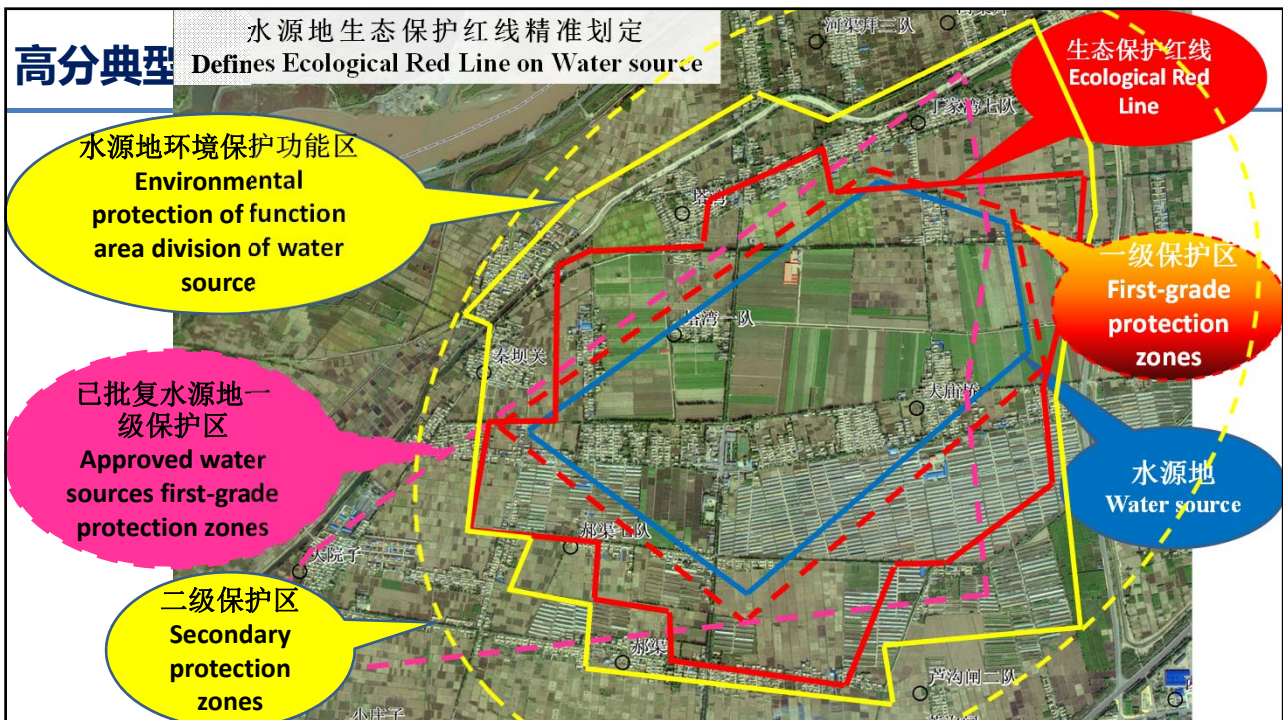 高分典型
水源地生态保护红线精准划定
Defines Ecological Red Line on Water source
生态保护红线
Ecological Red
Line
河渠拜二队
丁家湾七队
水源地环境保护功能区
Environmental
protection of function
area division of water
source
塔湾
一级保护区
First-grade
protection
zones
塔湾一队
秦坝关
大庙桥
已批复水源地一
级保护区
Approved water
sources first-grade
protection zones
水源地
Water source
郝渠七队
大院子
二级保护区
Secondary
protection
zones
郝渠
芦沟闸二队
小庄子